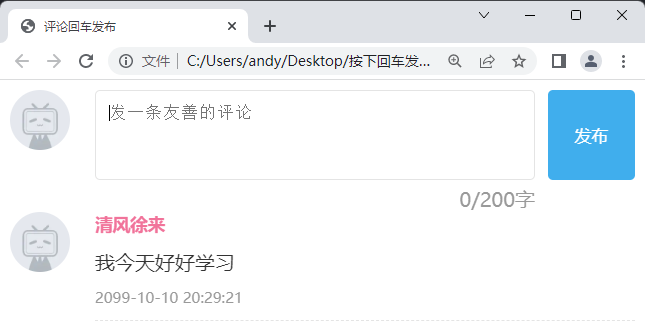 评论回车发布
文件 C:/Users/andy/Desktop/按下回车发...
发一条友善的评论
发布
0/200字
清风徐来
我今天好好学习
2099-10-10 20:29:21